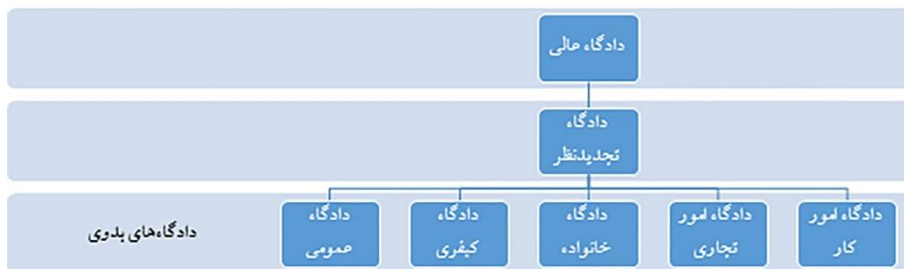 دادگاه عالی
دادگاه
تجدیدنظر
دادگاه امور
کار
دادگاه امور
تجاری
دادگاه
خانواده
دادگاه
کیفری
دادگاه
عمومی
دادگاه‌های بدوی